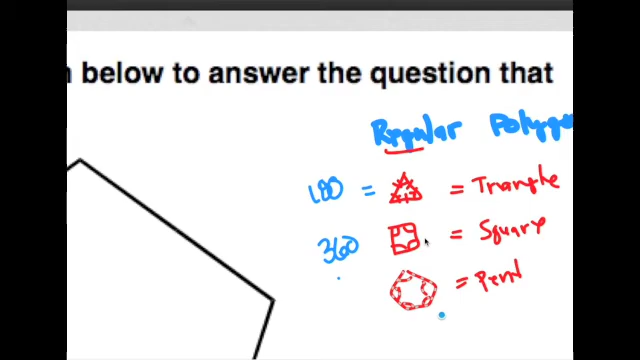 n below to answer the question that
Regular Polygo
180 = = Triangle
360 = Square
= Pent